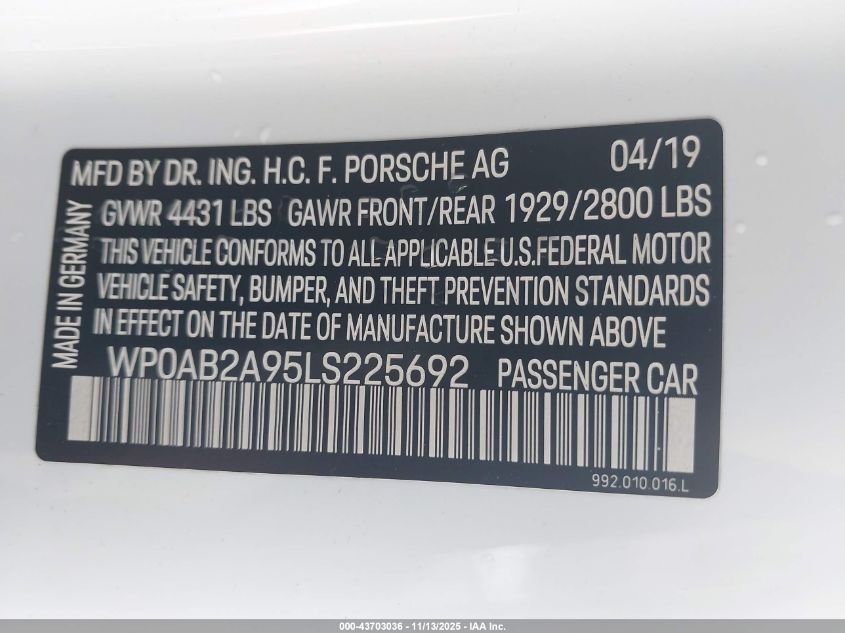 MFD BY DR. ING. H.C. F. PORSCHE AG 04/19
GVWR 4431 LBS GAWR FRONT/REAR 1929/2800 LBS
THIS VEHICLE CONFORMS TO ALL APPLICABLE U.S.FEDERAL MOTOR
VEHICLE SAFETY, BUMPER, AND THEFT PREVENTION STANDARDS
IN EFFECT ON THE DATE OF MANUFACTURE SHOWN ABOVE
MADE IN GERMANY
WP0AB2A95LS225692 PASSENGER CAR
992.010.016.L
000-43703036 - 11/13/2025 - IAA Inc.